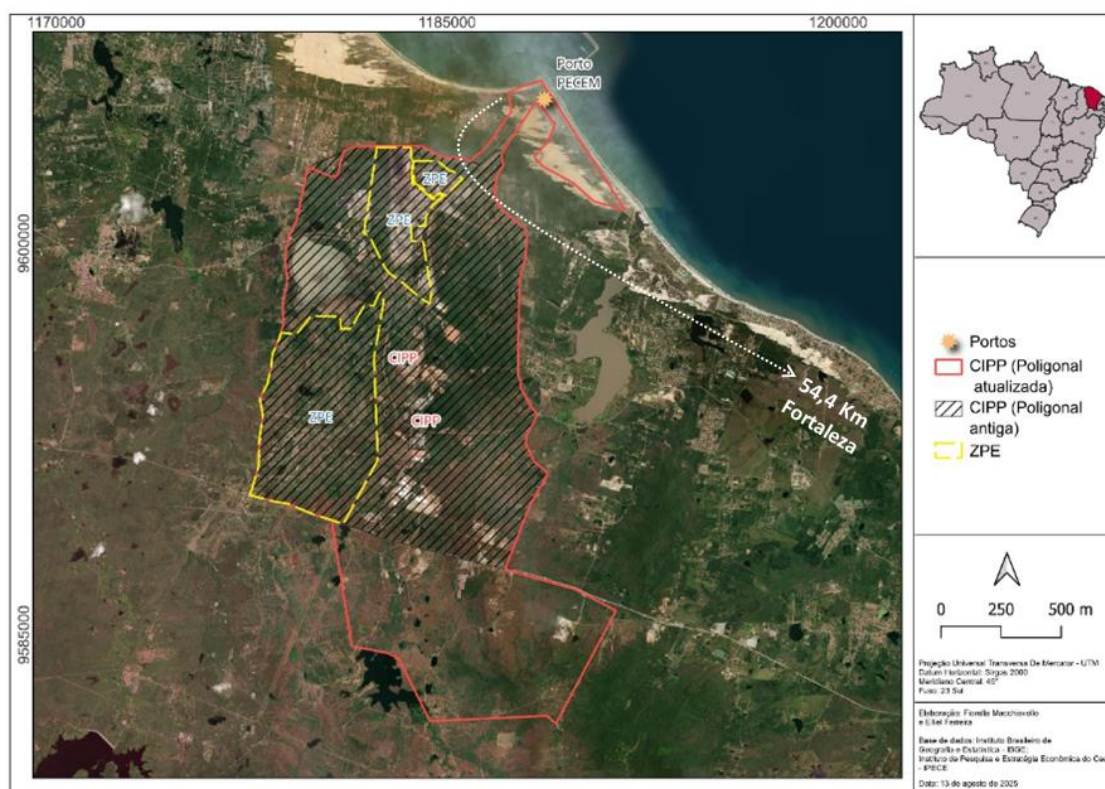 1170000
1185000
1200000
9600000
9585000
Porto
PECEM
ZPE
ZPE
CIPP
CIPP
ZPE
54,4 Km
Fortaleza
Portos
CIPP (Poligonal
atualizada)
CIPP (Poligonal
antiga)
ZPE
0 250 500 m
Projeção Universal Transversa De Mercator - UTM
Datum Horizontal: Sirgas 2000
Meridiano Central: 45°
Fuso: 23 Sul
Elaboração: Fiorella Macchiavello
e Eliel Ferreira
Base de dados: Instituto Brasileiro de
Geografia e Estatística - IBGE;
Instituto de Pesquisa e Estratégia Econômica do Cea
- IPECE
Data: 13 de agosto de 2025